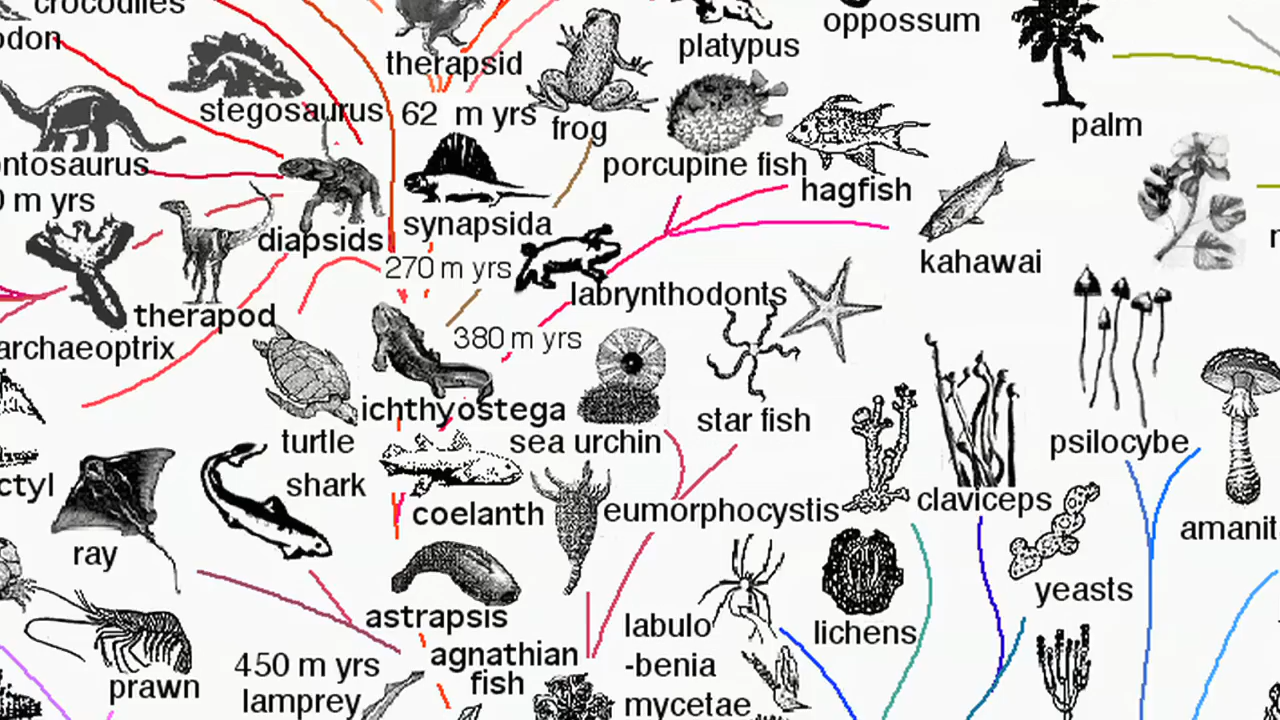 crocodiles
odon
therapsid
platypus
oppossum
stegosaurus
62 m yrs
frog
palm
ontosaurus
porcupine fish
hagfish
0 m yrs
synapsida
diapsids
270 m yrs
kahawai
labrynthodonts
therapod
archaeoptrix
380 m yrs
ichthyostega
star fish
turtle
sea urchin
psilocybe
ctyl
shark
coelanth
eumorphocystis
claviceps
amanit
ray
yeasts
astrapsis
labulo
-benia
mycetae
lichens
450 m yrs
agnathian
fish
prawn
lamprey